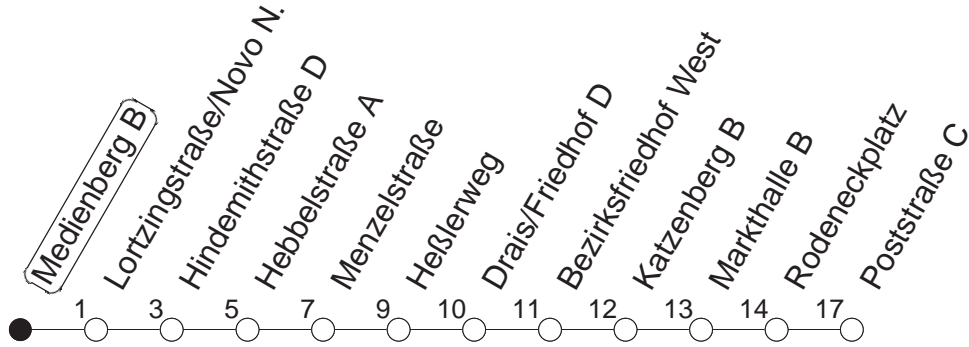 Medienberg B
Lortzingstraße/Novo N.
Hindemithstraße D
Hebbelstraße A
Menzelstraße
Heßlerweg
Drais/Friedhof D
Bezirksfriedhof West
Katzenberg B
Markthalle B
Rodeneckplatz
Poststraße C
1 3 5 7 9 10 11 12 13 14 17